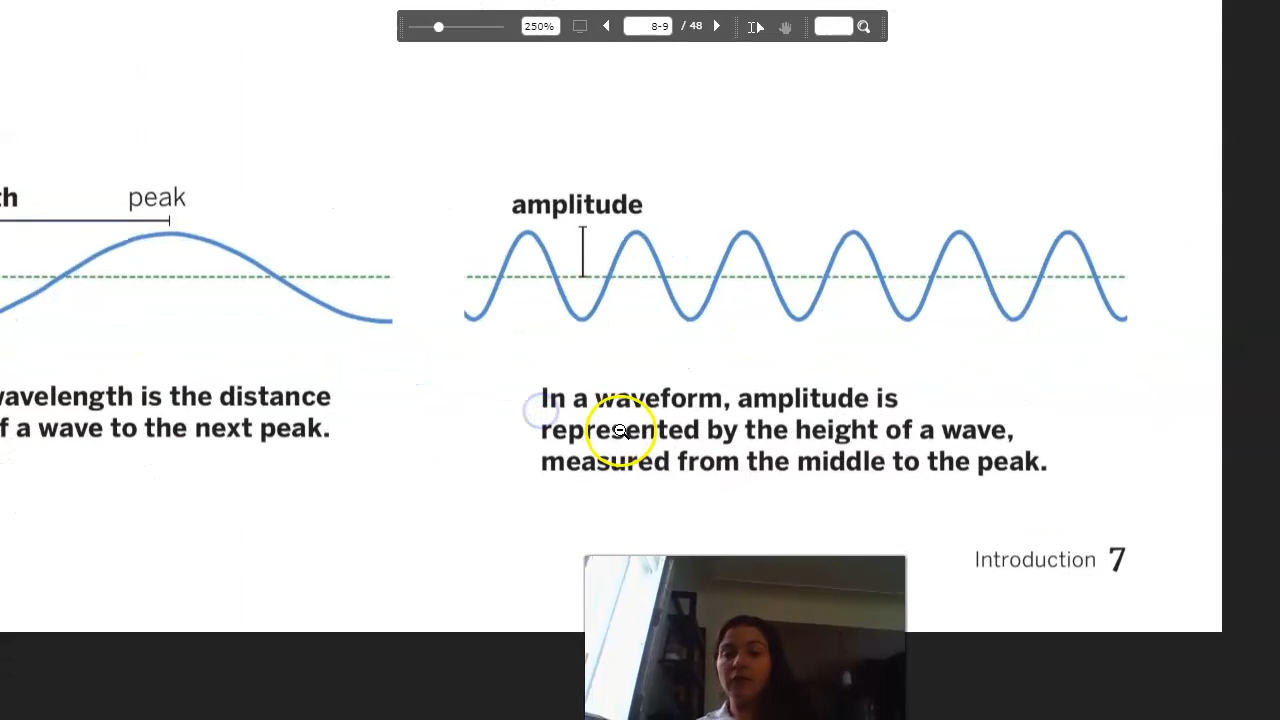 250%
8-9
/ 48
th
peak
amplitude
wavelength is the distance
f a wave to the next peak.
In a waveform, amplitude is
represented by the height of a wave,
measured from the middle to the peak.
Introduction 7